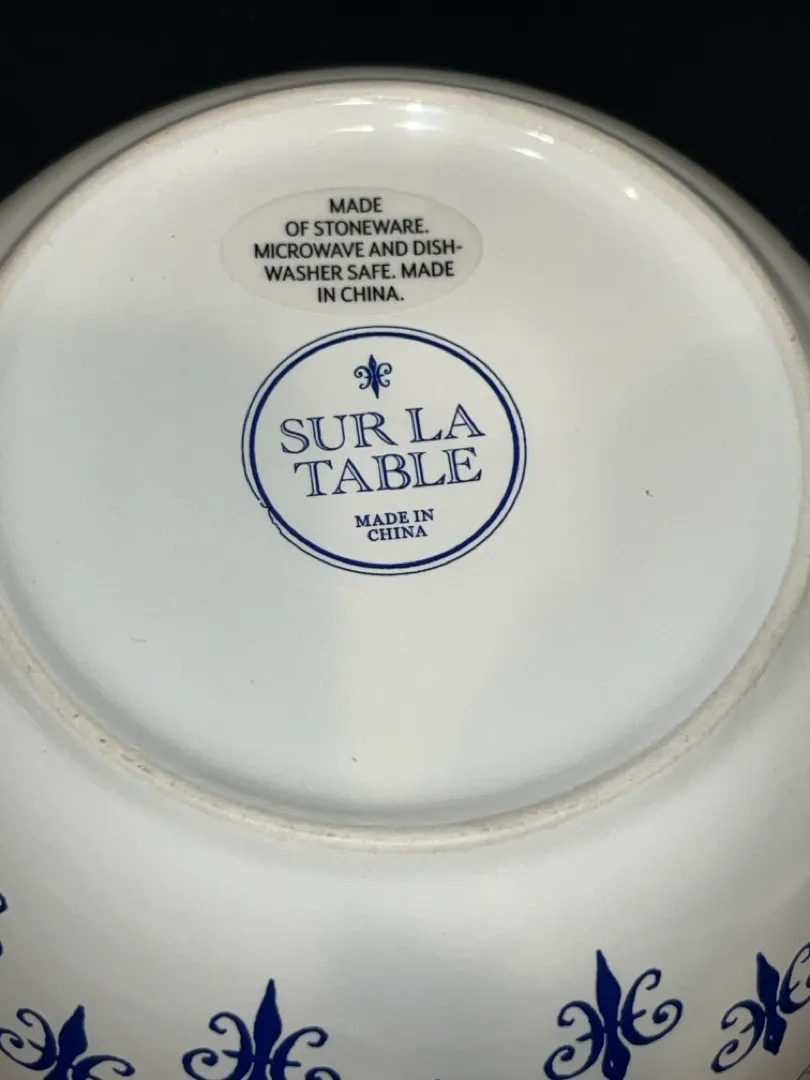 MADE
OF STONEWARE.
MICROWAVE AND DISH-
WASHER SAFE. MADE
IN CHINA.
SUR LA
TABLE
MADE IN
CHINA